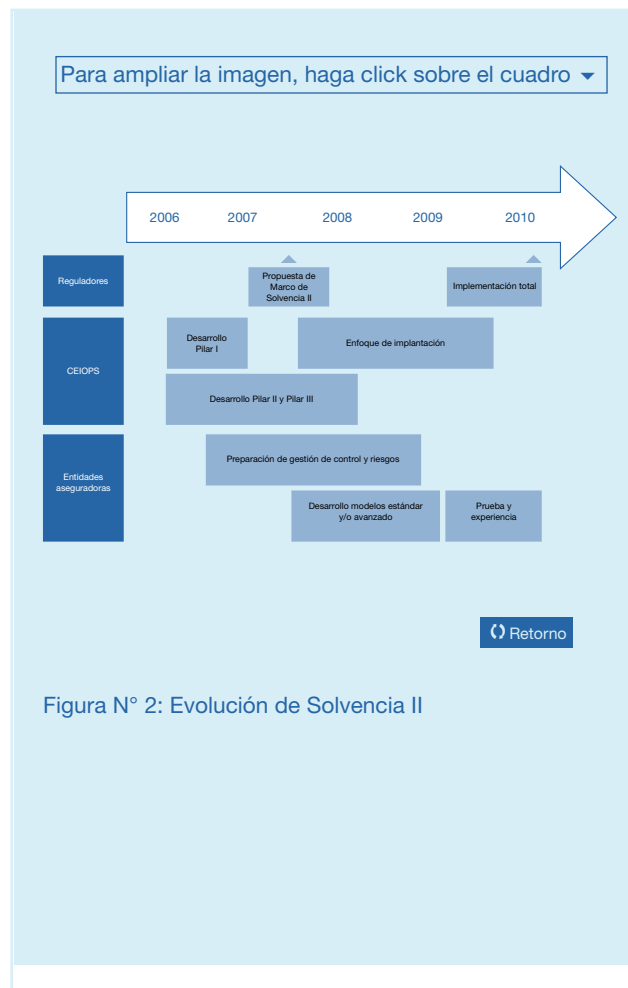 Para ampliar la imagen, haga click sobre el cuadro
2006 2007 2008 2009 2010
Reguladores
Propuesta de
Marco de
Solvencia II
Implementación total
CEIOPS
Desarrollo
Pilar I
Enfoque de implantación
Desarrollo Pilar II y Pilar III
Entidades
aseguradoras
Preparación de gestión de control y riesgos
Desarrollo modelos estándar
y/o avanzado
Prueba y
experiencia
Retorno
Figura N° 2: Evolución de Solvencia II